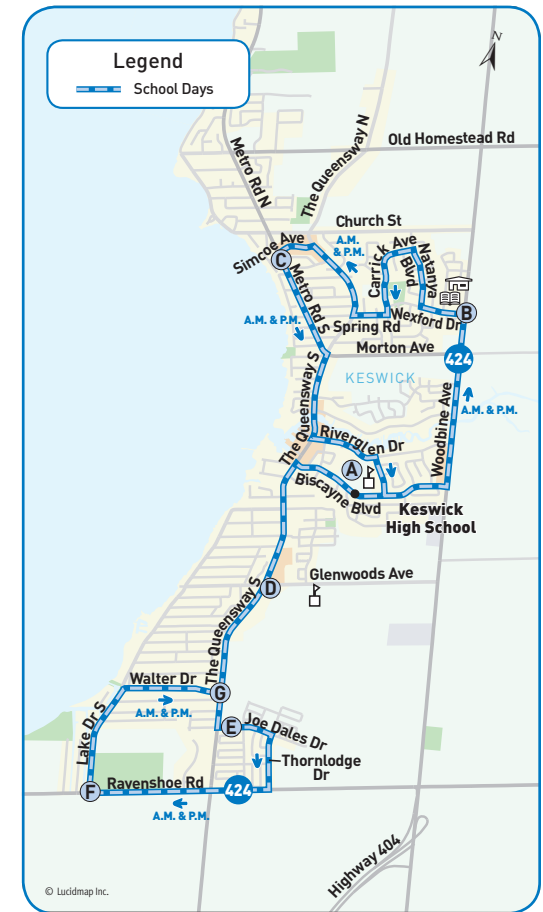 Legend
School Days
N
Old Homestead Rd
Metro Rd N
The Queensway N
Church St
Simcoe Ave
A.M.
& P.M.
Carrick Ave
Natanya
Blvd
C
Metro Rd S
A.M. & P.M.
Spring Rd
Wexford Dr
B
Morton Ave
424
KESWICK
The Queensway S
A.M. & P.M.
Woodbine Ave
Riverglen Dr
A
Biscayne Blvd
Keswick
High School
Glenwoods Ave
D
The Queensway S
Walter Dr
G
A.M. & P.M.
Lake Dr S
E
Joe Dales Dr
Thornlodge
Dr
Ravenshoe Rd
F
424
A.M. & P.M.
Highway 404
© Lucidmap Inc.